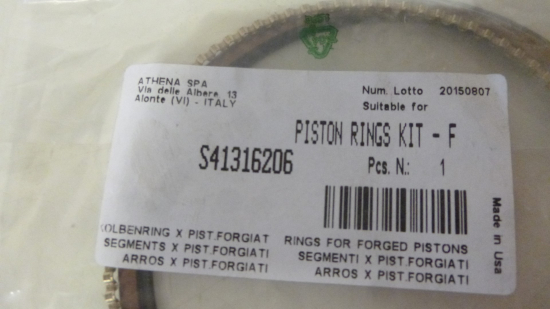 ATHENA SPA
Via delle Albere, 13
Alonte (VI) - ITALY
Num. Lotto 20150807
Suitable for
PISTON RINGS KIT - F
S41316206
Pcs. N.: 1
KOLBENRING X PIST.FORGIAT
SEGMENTS X PIST.FORGIATI
ARROS X PIST.FORGIATI
RINGS FOR FORGED PISTONS
SEGMENTI X PIST.FORGIATI
ARROS X PIST.FORGIATI
Made in Usa